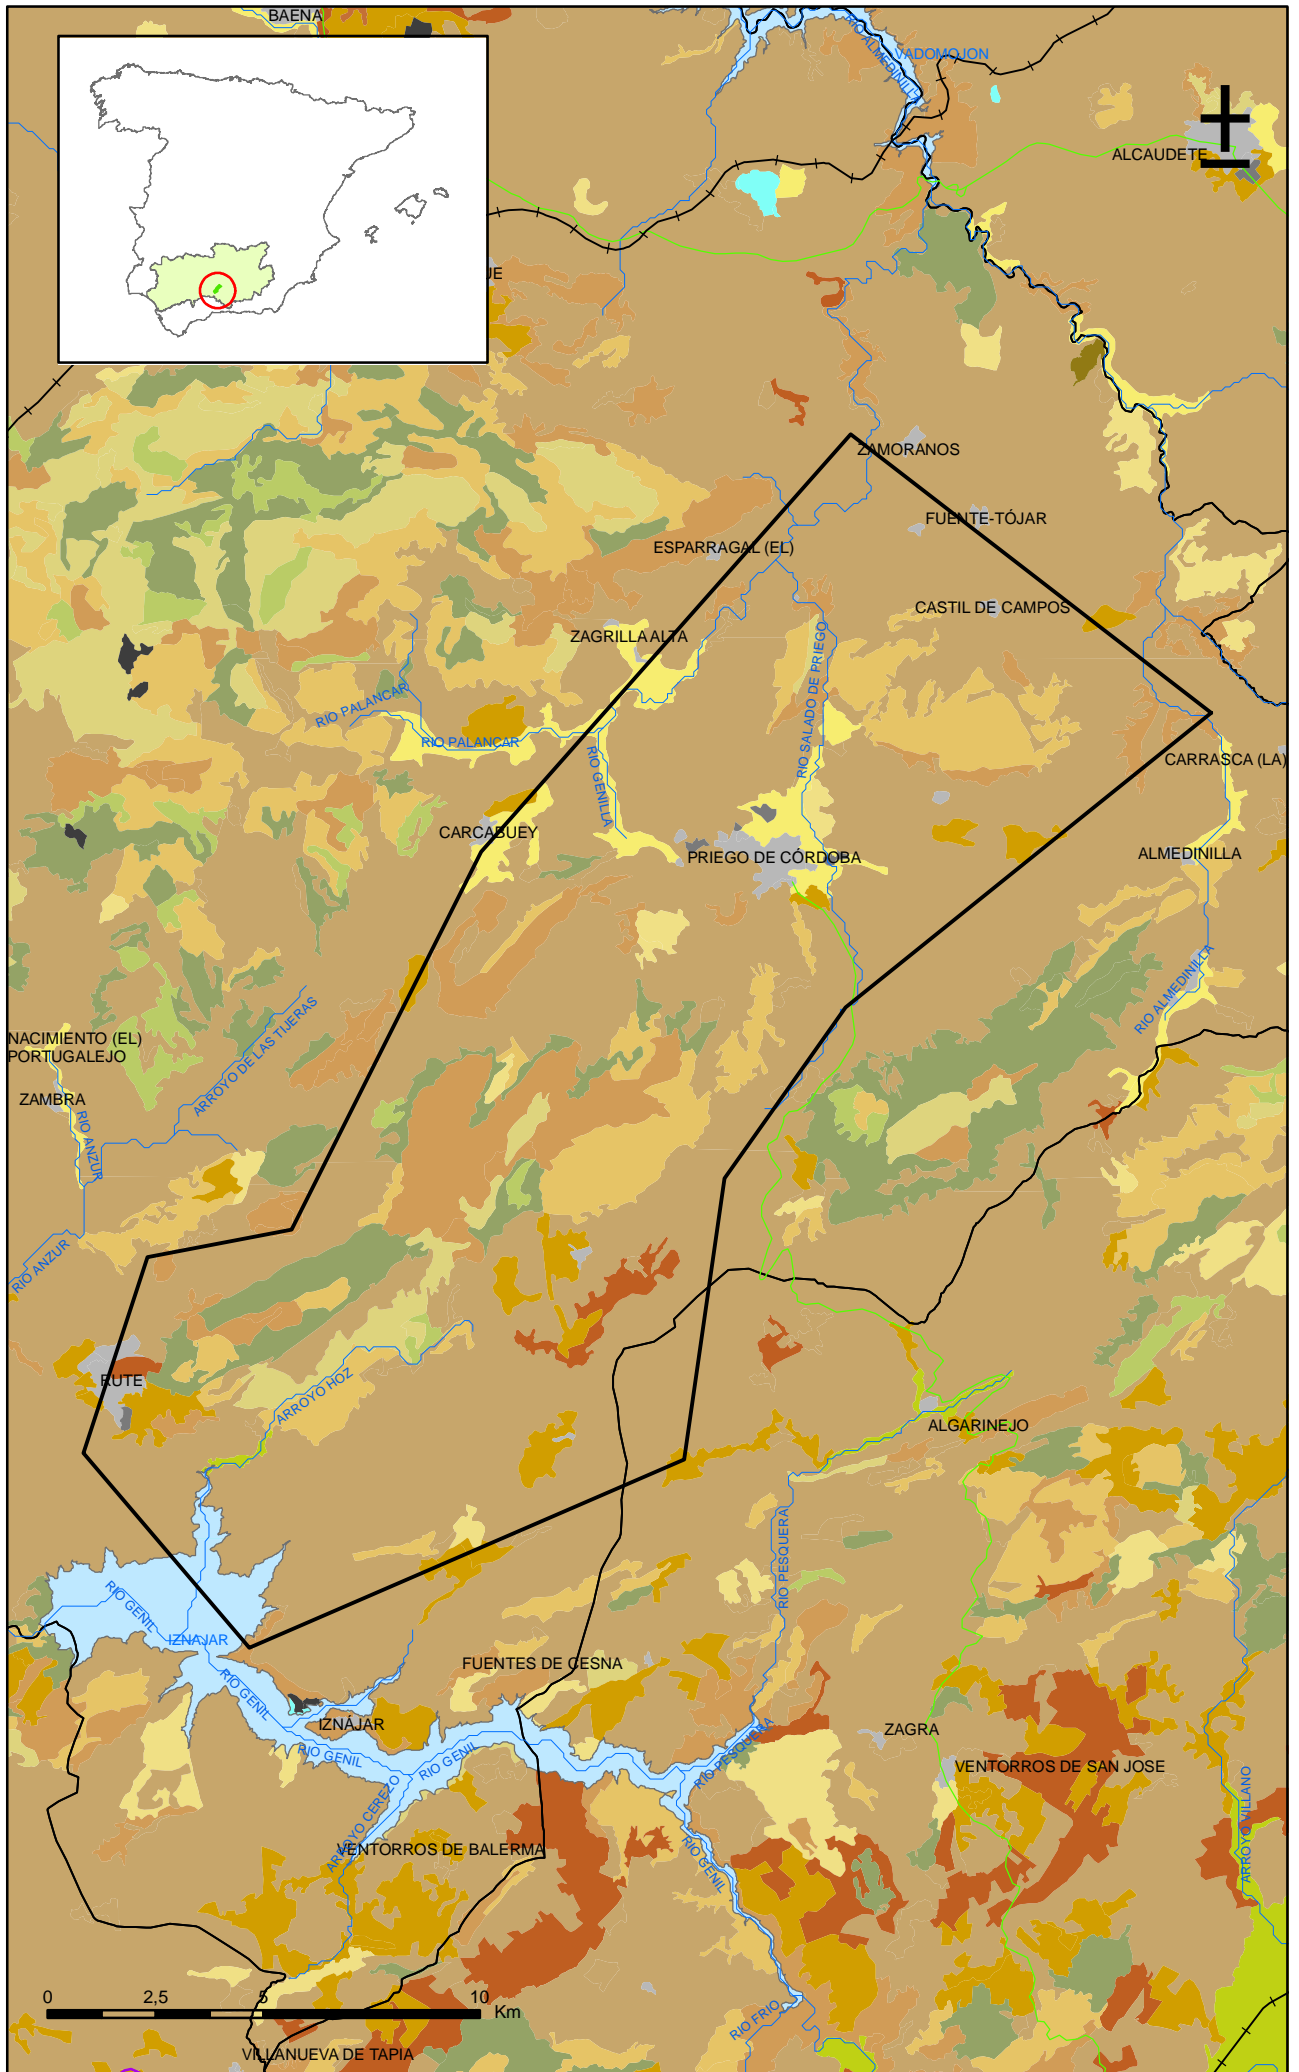 BAENA
RIO ALMEDINILLA
VADOMOJON
ALCAUDETE
UE
ZAMORANOS
FUENTE-TÓJAR
ESPARRAGAL (EL)
CASTIL DE CAMPOS
ZAGRILLA ALTA
RIO SALADO DE PRIEGO
RIO PALANCAR
RIO PALANCAR
RIO GENILLA
CARRASCA (LA)
CARCABUEY
PRIEGO DE CÓRDOBA
ALMEDINILLA
RIO ALMEDINILLA
NACIMIENTO (EL)
PORTUGALEJO
ARROYO DE LAS TIJERAS
ZAMBRA
RIO ANZUR
RIO ANZUR
RUTE
ARROYO HOZ
ALGARINEJO
RIO PESQUERA
RIO GENIL
IZNAJAR
FUENTES DE CESNA
RIO GENIL
IZNÁJAR
ZAGRA
RIO GENIL
RIO GENIL
RIO PESQUERA
VENTORROS DE SAN JOSE
ARROYO CEREZO
ARROYO VILLANO
VENTORROS DE BALERMA
RIO GENIL
0 2,5 5 10
Km
RIO FRIO
VILLANUEVA DE TAPIA